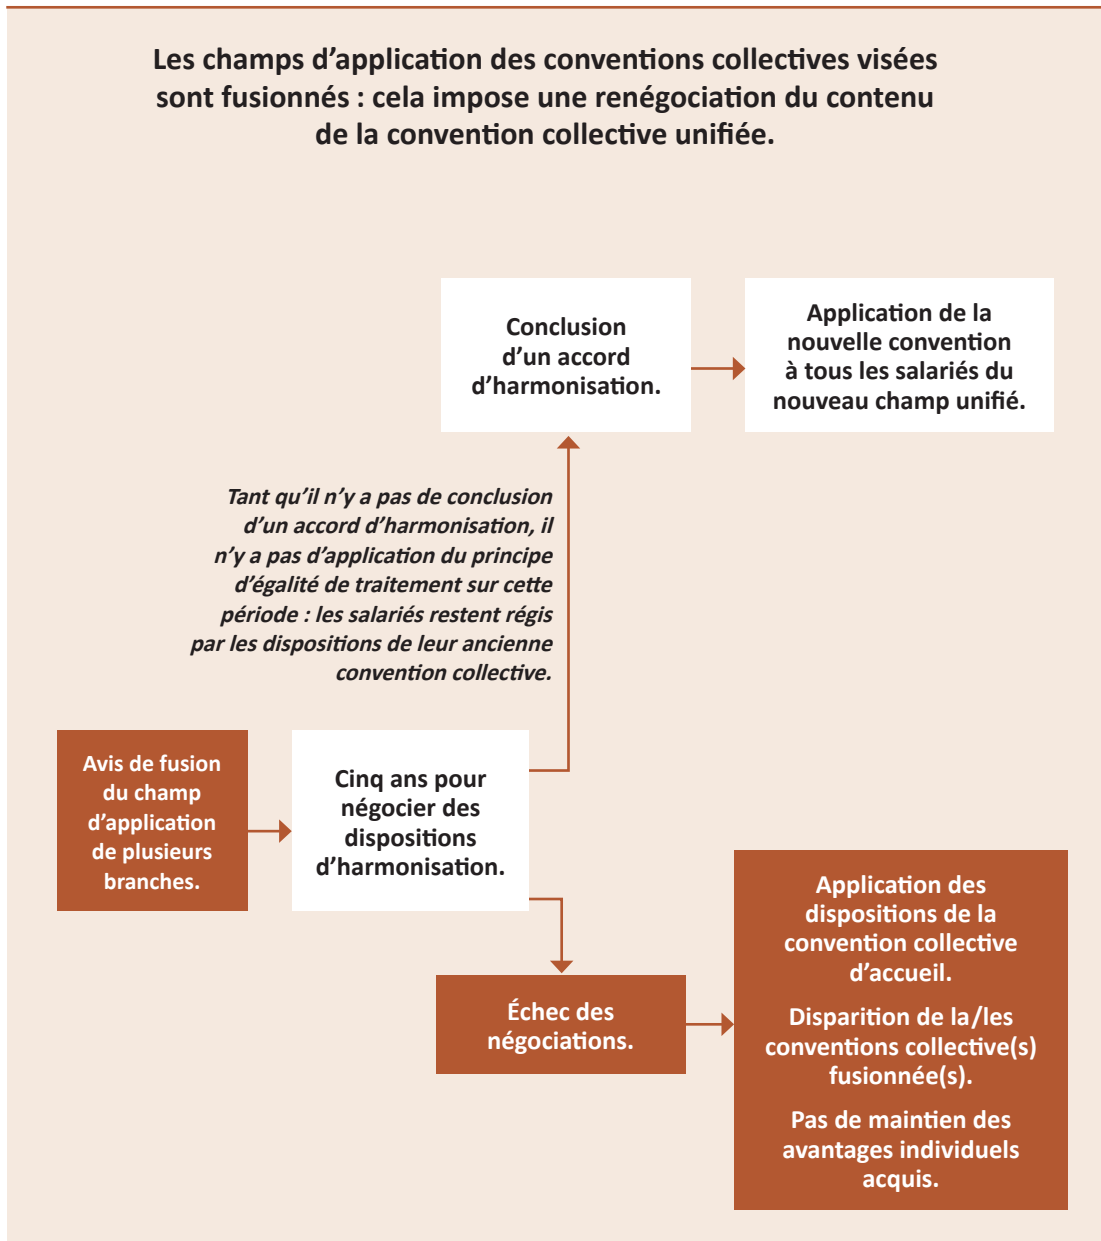 Les champs d’application des conventions collectives visées
sont fusionnés : cela impose une renégociation du contenu
de la convention collective unifiée.
Conclusion
d’un accord
d’harmonisation.
Application de la
nouvelle convention
à tous les salariés du
nouveau champ unifié.
Tant qu’il n’y a pas de conclusion
d’un accord d’harmonisation, il
n’y a pas d’application du principe
d’égalité de traitement sur cette
période : les salariés restent régis
par les dispositions de leur ancienne
convention collective.
Avis de fusion
du champ
d’application
de plusieurs
branches.
Cinq ans pour
négocier des
dispositions
d’harmonisation.
Échec des
négociations.
Application des
dispositions de la
convention collective
d’accueil.
Disparition de la/les
conventions collective(s)
fusionnée(s).
Pas de maintien des
avantages individuels
acquis.